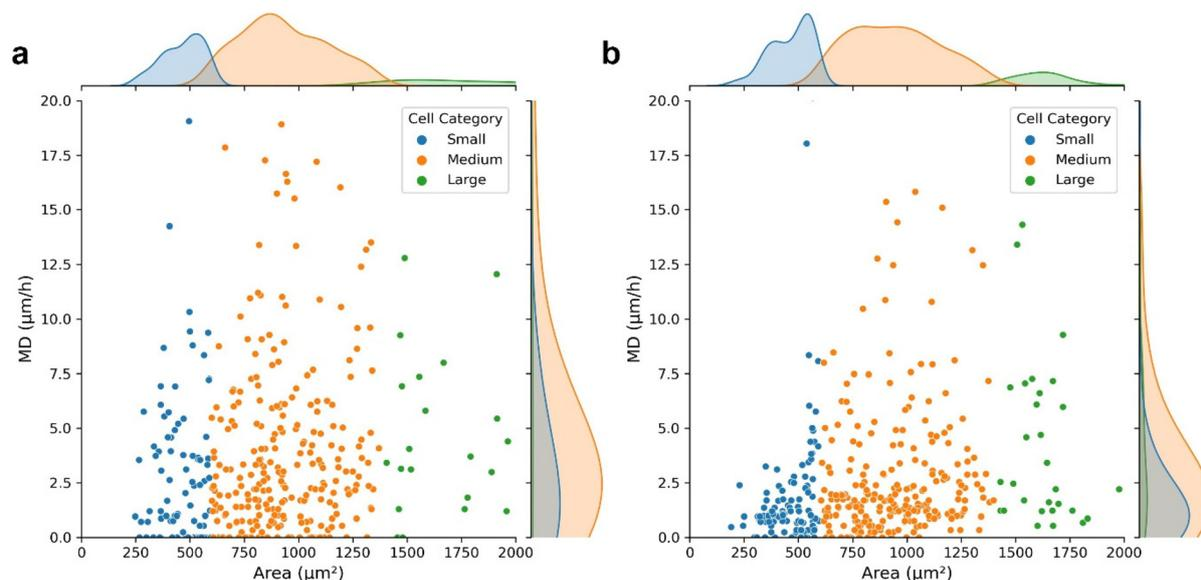 a
b
20.0
17.5
15.0
12.5
10.0
7.5
5.0
2.5
0.0
MD (μm/h)
Cell Category
Small
Medium
Large
0 250 500 750 1000 1250 1500 1750 2000
Area (μm²)
20.0
17.5
15.0
12.5
10.0
7.5
5.0
2.5
0.0
MD (μm/h)
Cell Category
Small
Medium
Large
0 250 500 750 1000 1250 1500 1750 2000
Area (μm²)